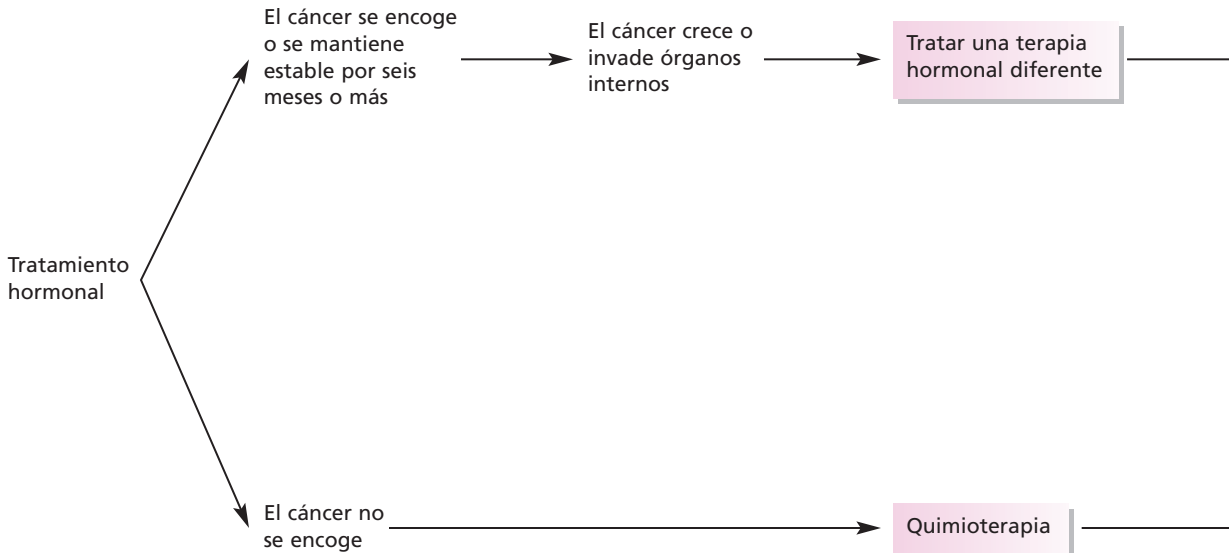 El cáncer se encoge
o se mantiene
estable por seis
meses o más
El cáncer crece o
invade órganos
internos
Tratar una terapia
hormonal diferente
Tratamiento
hormonal
El cáncer no
se encoge
Quimioterapia